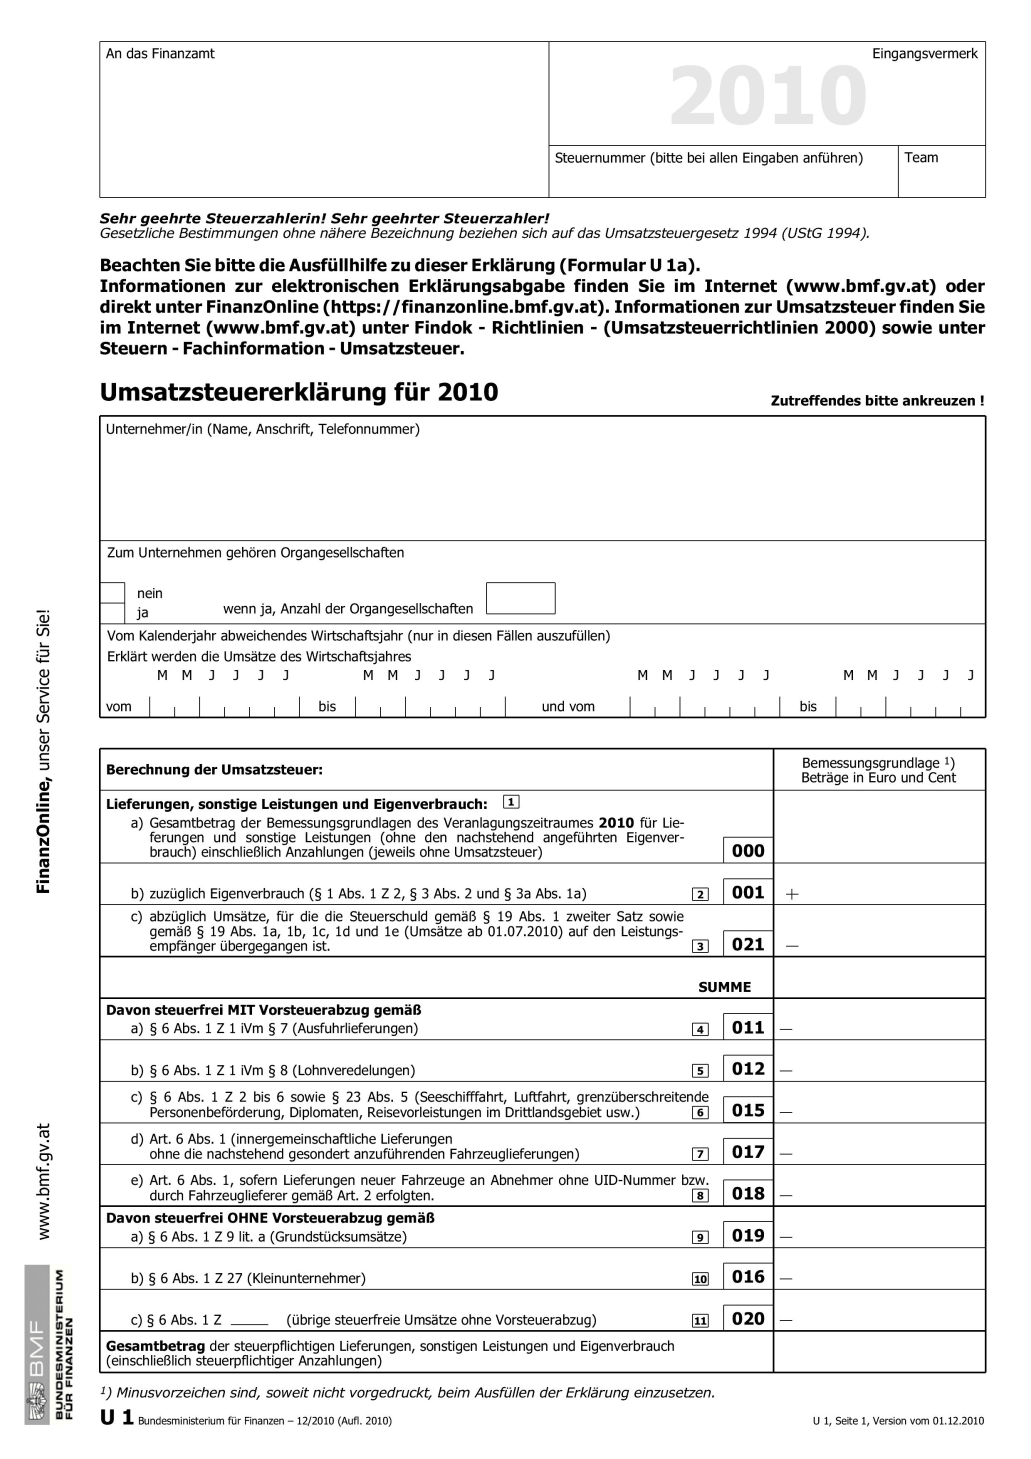 An das Finanzamt
Eingangsvermerk
2010
Steuernummer (bitte bei allen Eingaben anführen)
Team
Sehr geehrte Steuerzahlerin! Sehr geehrter Steuerzahler!
Gesetzliche Bestimmungen ohne nähere Bezeichnung beziehen sich auf das Umsatzsteuergesetz 1994 (UStG 1994).
Beachten Sie bitte die Ausfüllhilfe zu dieser Erklärung (Formular U 1a).
Informationen zur elektronischen Erklärungsabgabe finden Sie im Internet (www.bmf.gv.at) oder
direkt unter FinanzOnline (https://finanzonline.bmf.gv.at). Informationen zur Umsatzsteuer finden Sie
im Internet (www.bmf.gv.at) unter Findok - Richtlinien - (Umsatzsteuerrichtlinien 2000) sowie unter
Steuern - Fachinformation - Umsatzsteuer.
Umsatzsteuererklärung für 2010
Zutreffendes bitte ankreuzen !
Unternehmer/in (Name, Anschrift, Telefonnummer)
Zum Unternehmen gehören Organgesellschaften
nein
ja wenn ja, Anzahl der Organgesellschaften
Vom Kalenderjahr abweichendes Wirtschaftsjahr (nur in diesen Fällen auszufüllen)
Erklärt werden die Umsätze des Wirtschaftsjahres
M M J J J J M M J J J J M M J J J J M M J J J J
vom bis und vom bis
Berechnung der Umsatzsteuer:
Bemessungsgrundlage 1)
Beträge in Euro und Cent
Lieferungen, sonstige Leistungen und Eigenverbrauch: 1
a) Gesamtbetrag der Bemessungsgrundlagen des Veranlagungszeitraumes 2010 für Lie-
ferungen und sonstige Leistungen (ohne den nachstehend angeführten Eigenver-
brauch) einschließlich Anzahlungen (jeweils ohne Umsatzsteuer) 000
b) zuzüglich Eigenverbrauch (§ 1 Abs. 1 Z 2, § 3 Abs. 2 und § 3a Abs. 1a) 2 001 +
c) abzüglich Umsätze, für die die Steuerschuld gemäß § 19 Abs. 1 zweiter Satz sowie
gemäß § 19 Abs. 1a, 1b, 1c, 1d und 1e (Umsätze ab 01.07.2010) auf den Leistungs-
empfänger übergegangen ist. 3 021 —
SUMME
Davon steuerfrei MIT Vorsteuerabzug gemäß
a) § 6 Abs. 1 Z 1 iVm § 7 (Ausfuhrlieferungen) 4 011 —
b) § 6 Abs. 1 Z 1 iVm § 8 (Lohnveredelungen) 5 012 —
c) § 6 Abs. 1 Z 2 bis 6 sowie § 23 Abs. 5 (Seeschifffahrt, Luftfahrt, grenzüberschreitende
Personenbeförderung, Diplomaten, Reisevorleistungen im Drittlandsgebiet usw.) 6 015 —
d) Art. 6 Abs. 1 (innergemeinschaftliche Lieferungen
ohne die nachstehend gesondert anzuführenden Fahrzeuglieferungen) 7 017 —
e) Art. 6 Abs. 1, sofern Lieferungen neuer Fahrzeuge an Abnehmer ohne UID-Nummer bzw.
durch Fahrzeuglieferer gemäß Art. 2 erfolgten. 8 018 —
Davon steuerfrei OHNE Vorsteuerabzug gemäß
a) § 6 Abs. 1 Z 9 lit. a (Grundstücksumsätze) 9 019 —
b) § 6 Abs. 1 Z 27 (Kleinunternehmer) 10 016 —
c) § 6 Abs. 1 Z _____ (übrige steuerfreie Umsätze ohne Vorsteuerabzug) 11 020 —
Gesamtbetrag der steuerpflichtigen Lieferungen, sonstigen Leistungen und Eigenverbrauch
(einschließlich steuerpflichtiger Anzahlungen)
1) Minusvorzeichen sind, soweit nicht vorgedruckt, beim Ausfüllen der Erklärung einzusetzen.
U 1 Bundesministerium für Finanzen – 12/2010 (Aufl. 2010)
U 1, Seite 1, Version vom 01.12.2010
FinanzOnline, unser Service für Sie!
www.bmf.gv.at
BMF
BUNDESMINISTERIUM
FÜR FINANZEN